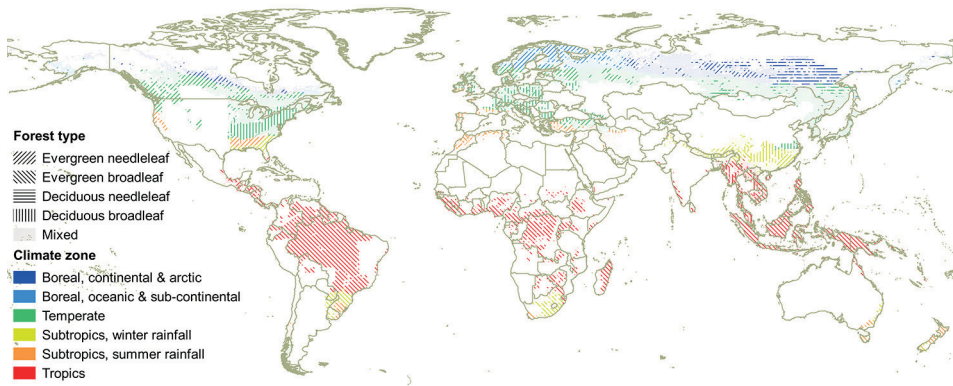 Forest type
Evergreen needleleaf
Evergreen broadleaf
Deciduous needleleaf
Deciduous broadleaf
Mixed
Climate zone
Boreal, continental & arctic
Boreal, oceanic & sub-continental
Temperate
Subtropics, winter rainfall
Subtropics, summer rainfall
Tropics